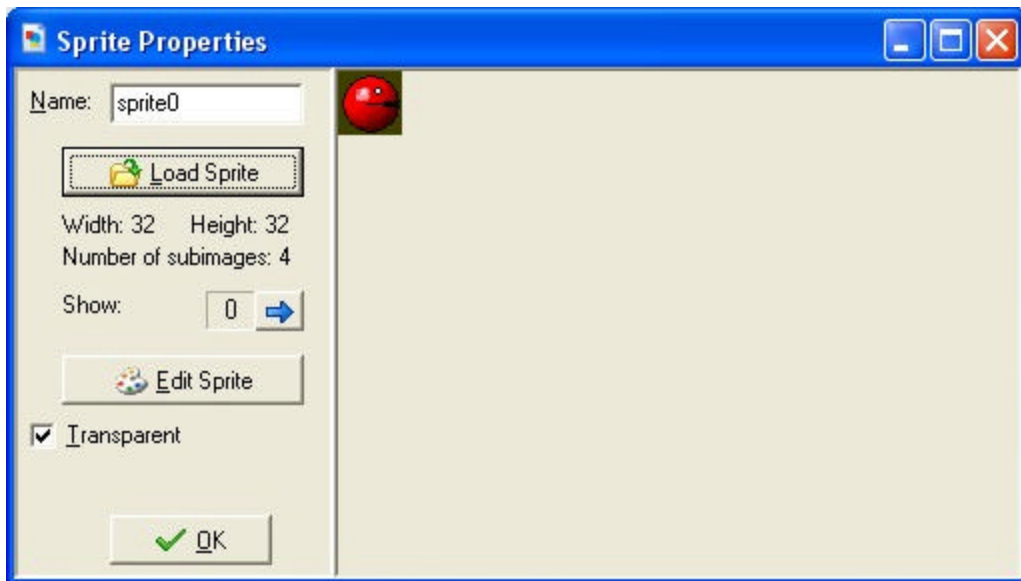 Sprite Properties
Name: sprite0
Load Sprite
Width: 32 Height: 32
Number of subimages: 4
Show: 0
Edit Sprite
Transparent
OK